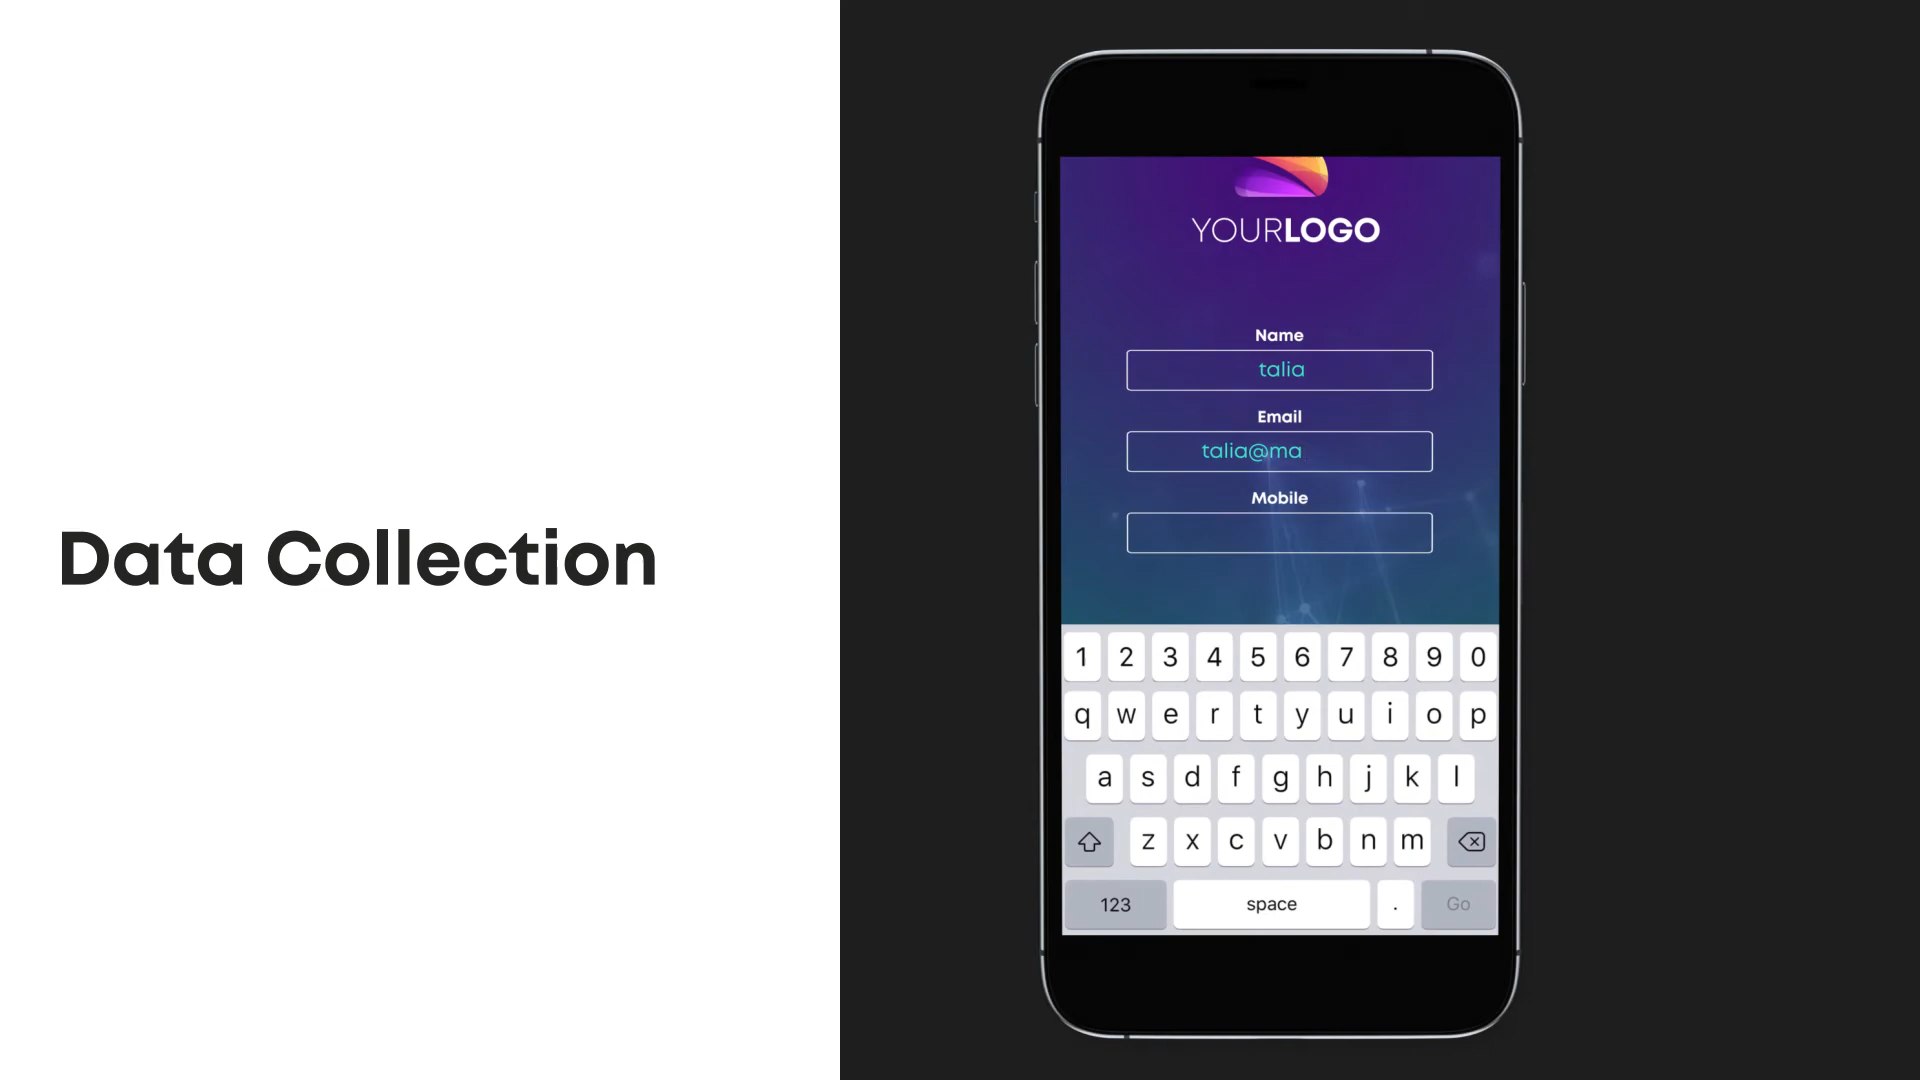 Data Collection
YOURLOGO
Name
talia
Email
talia@ma
Mobile
1 2 3 4 5 6 7 8 9 0
q w e r t y u i o p
a s d f g h j k l
z x c v b n m
123 space . Go